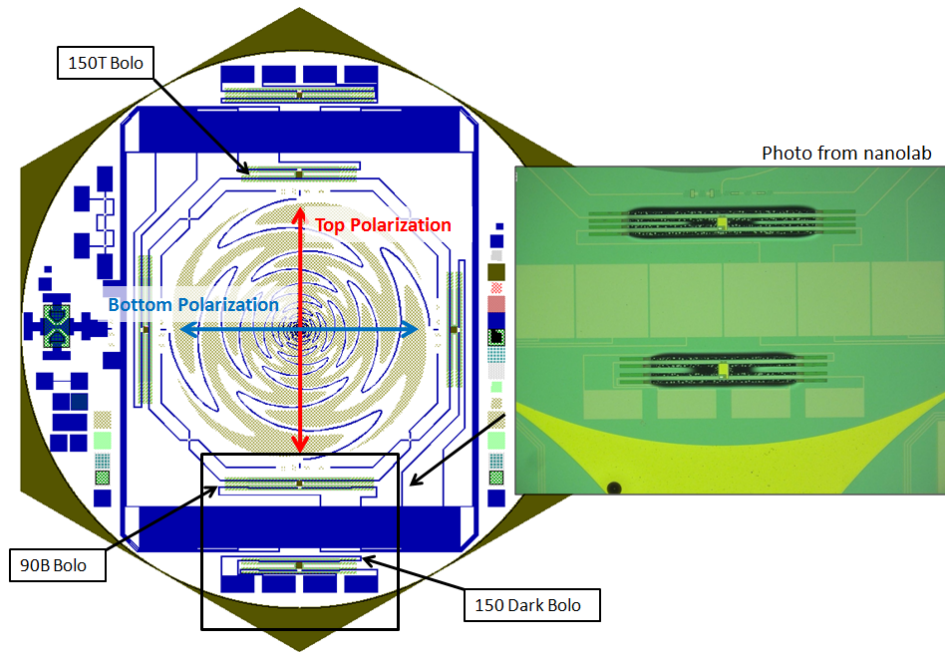 150T Bolo
Photo from nanolab
Top Polarization
Bottom Polarization
90B Bolo
150 Dark Bolo